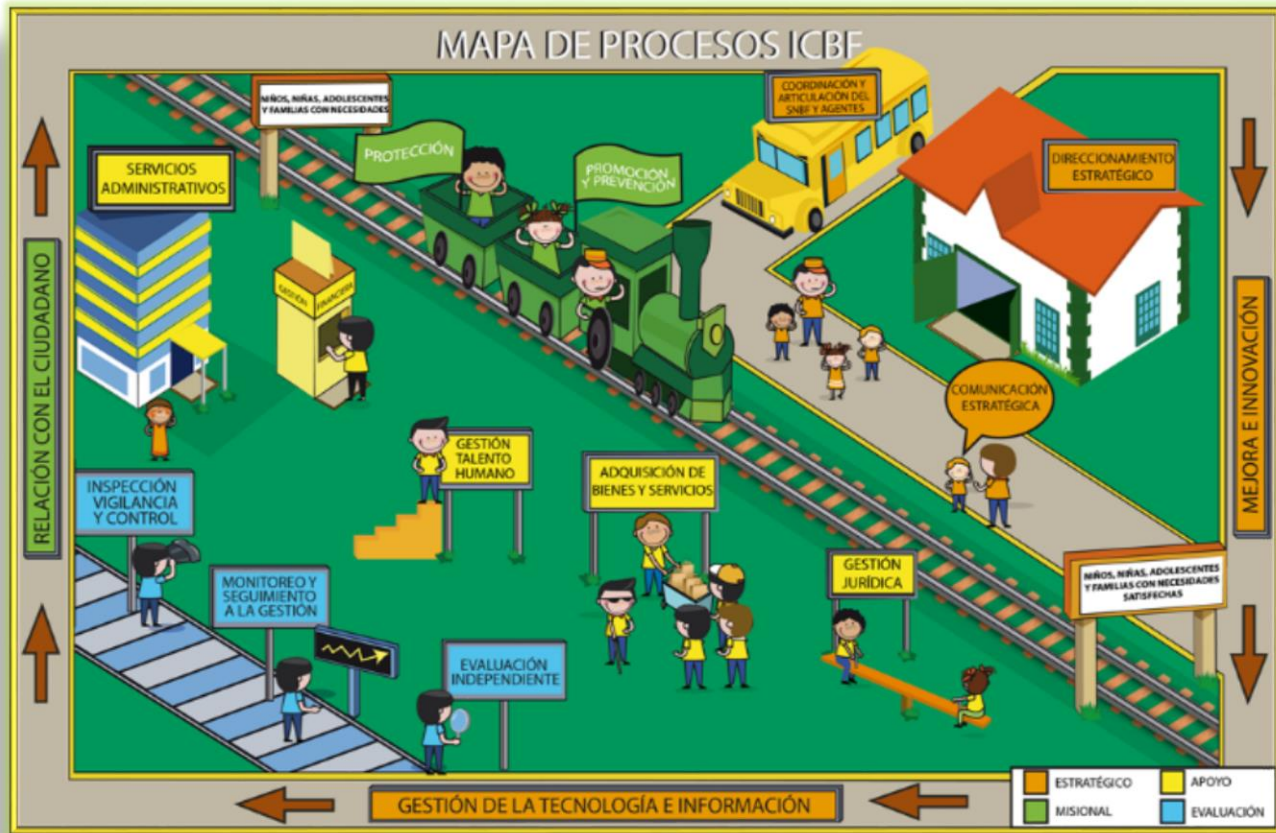 MAPA DE PROCESOS ICBF
NIÑOS, NIÑAS, ADOLESCENTES
Y FAMILIAS CON NECESIDADES
COORDINACIÓN Y
ARTICULACIÓN DEL
SNBF Y AGENTES
PROTECCIÓN
PROMOCIÓN
Y PREVENCIÓN
SERVICIOS
ADMINISTRATIVOS
DIRECCIONAMIENTO
ESTRATÉGICO
GESTIÓN
FINANCIERA
RELACIÓN CON EL CIUDADANO
MEJORA E INNOVACIÓN
COMUNICACIÓN
ESTRATÉGICA
GESTIÓN
TALENTO
HUMANO
ADQUISICIÓN DE
BIENES Y SERVICIOS
INSPECCIÓN
VIGILANCIA
Y CONTROL
GESTIÓN
JURÍDICA
NIÑOS, NIÑAS, ADOLESCENTES
Y FAMILIAS CON NECESIDADES
SATISFECHAS
MONITOREO Y
SEGUIMIENTO
A LA GESTIÓN
EVALUACIÓN
INDEPENDIENTE
GESTIÓN DE LA TECNOLOGÍA E INFORMACIÓN
ESTRATÉGICO
APOYO
MISIONAL
EVALUACIÓN